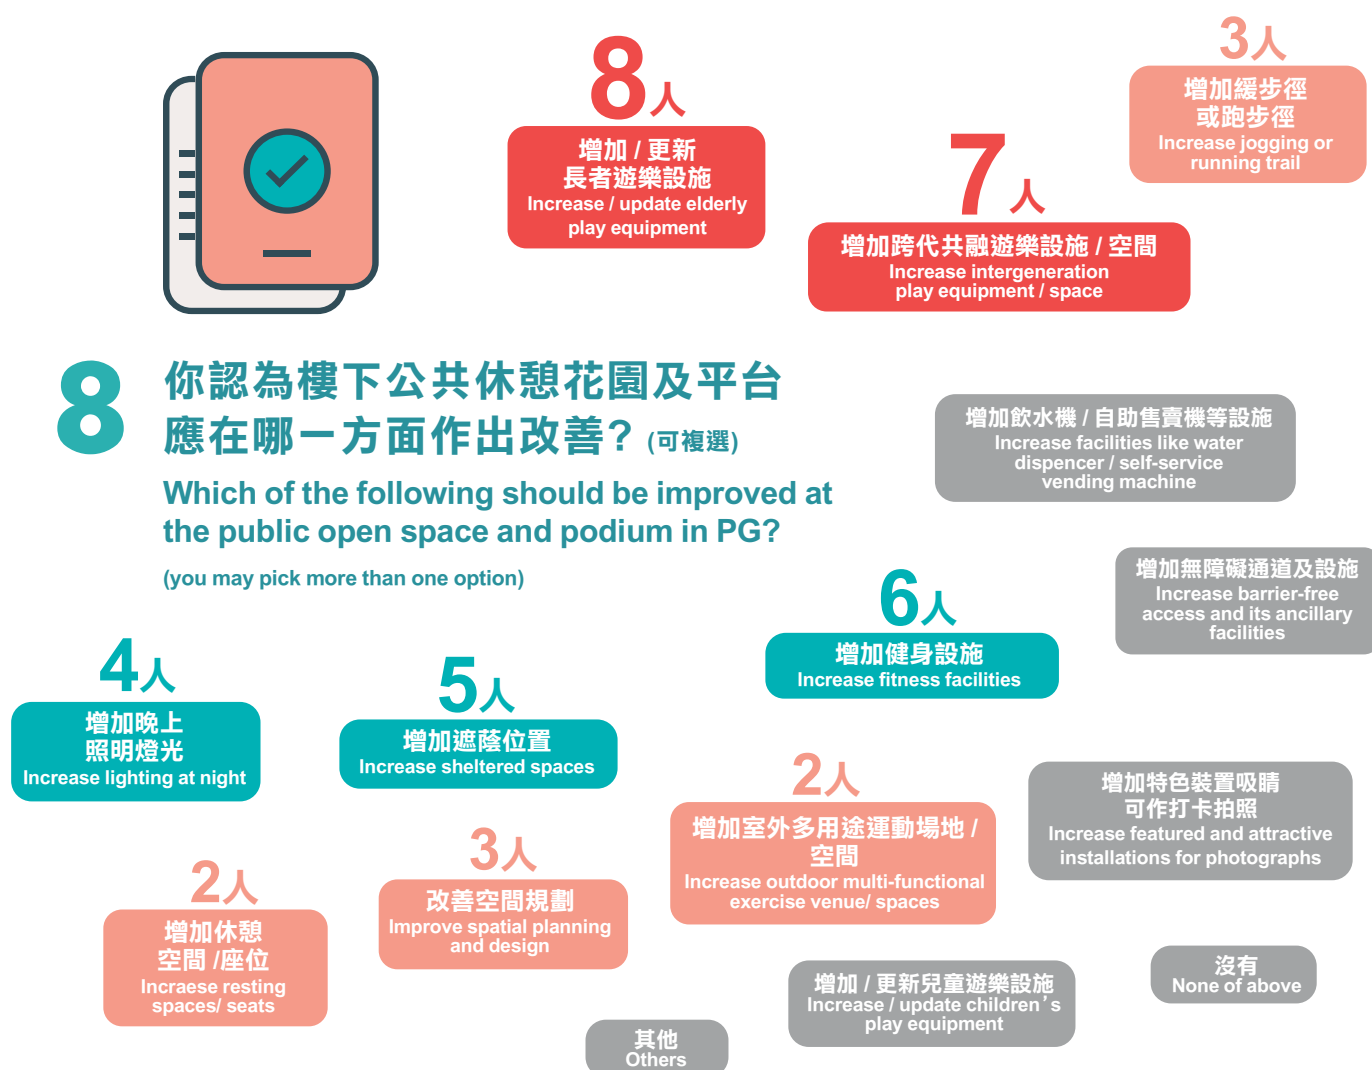 8人
增加 / 更新
長者遊樂設施
Increase / update elderly
play equipment
7人
增加跨代共融遊樂設施 / 空間
Increase intergeneration
play equipment / space
3人
增加緩步徑
或跑步徑
Increase jogging or
running trail
8
你認為樓下公共休憩花園及平台
應在哪一方面作出改善? (可複選)
Which of the following should be improved at
the public open space and podium in PG?
(you may pick more than one option)
增加飲水機 / 自助售賣機等設施
Increase facilities like water
dispencer / self-service
vending machine
增加無障礙通道及設施
Increase barrier-free
access and its ancillary
facilities
6人
增加健身設施
Increase fitness facilities
4人
增加晚上
照明燈光
Increase lighting at night
5人
增加遮蔭位置
Increase sheltered spaces
2人
增加室外多用途運動場地 /
空間
Increase outdoor multi-functional
exercise venue/ spaces
增加特色裝置吸睛
可作打卡拍照
Increase featured and attractive
installations for photographs
2人
增加休憩
空間 /座位
Incraese resting
spaces/ seats
3人
改善空間規劃
Improve spatial planning
and design
增加 / 更新兒童遊樂設施
Increase / update children's
play equipment
沒有
None of above
其他
Others